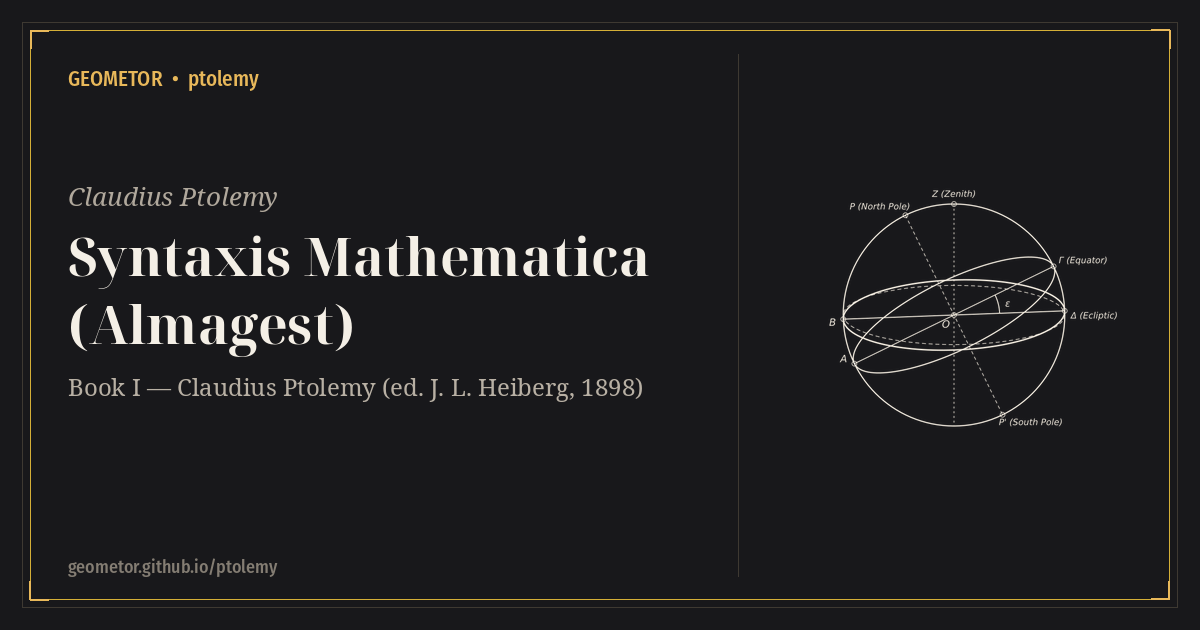 GEOMETOR • ptolemy
Claudius Ptolemy
Syntaxis Mathematica
(Almagest)
Book I — Claudius Ptolemy (ed. J. L. Heiberg, 1898)
geometor.github.io/ptolemy
Z (Zenith)
P (North Pole)
Γ (Equator)
ε
Δ (Ecliptic)
B
O
A
P' (South Pole)